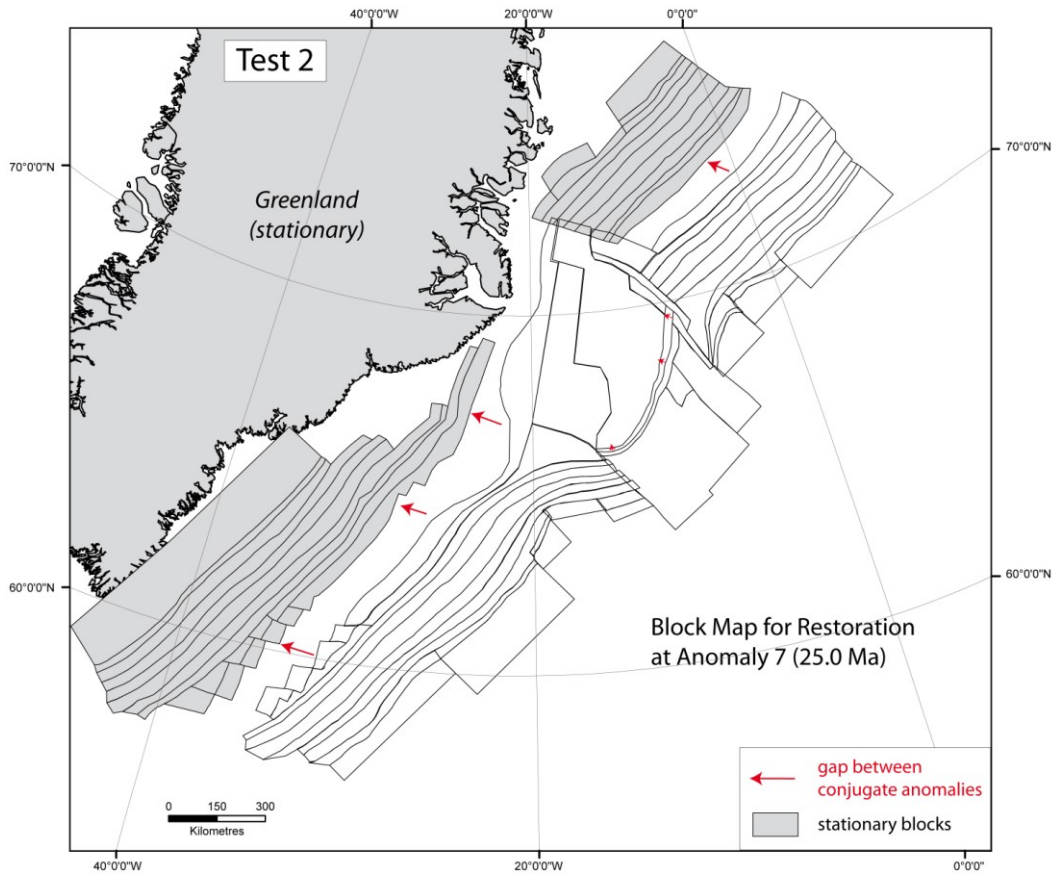 40°0'0"W 20°0'0"W 0°0'0"
Test 2
70°0'0"N
70°0'0"N
Greenland
(stationary)
60°0'0"N
60°0'0"N
Block Map for Restoration
at Anomaly 7 (25.0 Ma)
gap between
conjugate anomalies
stationary blocks
0 150 300
Kilometres
40°0'0"W 20°0'0"W 0°0'0"